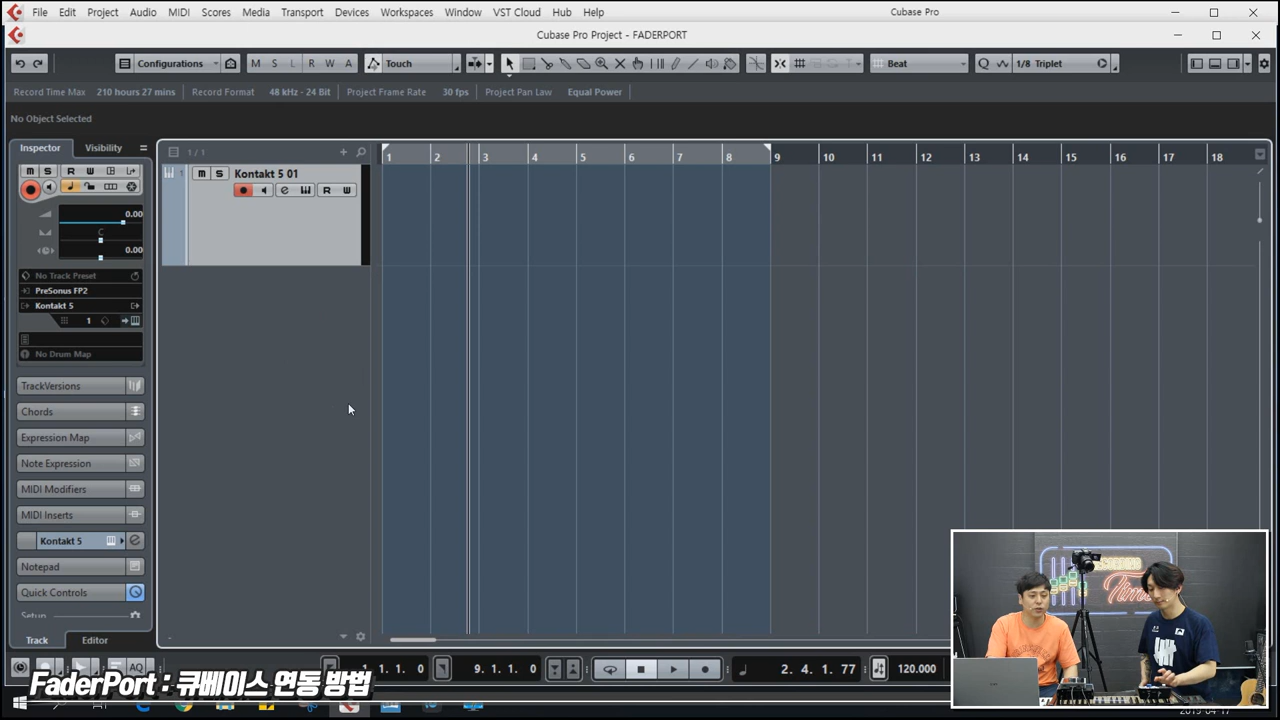 File Edit Project Audio MIDI Scores Media Transport Devices Workspaces Window VST Cloud Hub Help Cubase Pro
Cubase Pro Project - FADERPORT
Configurations M S L R W A Touch Beat Q 1/8 Triplet
Record Time Max 210 hours 27 mins Record Format 48 kHz - 24 Bit Project Frame Rate 30 fps Project Pan Law Equal Power
No Object Selected
Inspector Visibility 1 / 1 1 2 3 4 5 6 7 8 9 10 11 12 13 14 15 16 17 18
M S R W 1 M S Kontakt 5 01
e R W
0.00
C
0.00
No Track Preset
PreSonus FP2
Kontakt 5
1
No Drum Map
TrackVersions
Chords
Expression Map
Note Expression
MIDI Modifiers
MIDI Inserts
Kontakt 5 e
Notepad
Quick Controls
Setup
Track Editor
AQ 1. 1. 1. 0 9. 1. 1. 0 2. 4. 1. 77 120.000
FaderPort : 큐베이스 연동 방법
2019-04-17
RECORDING
Time